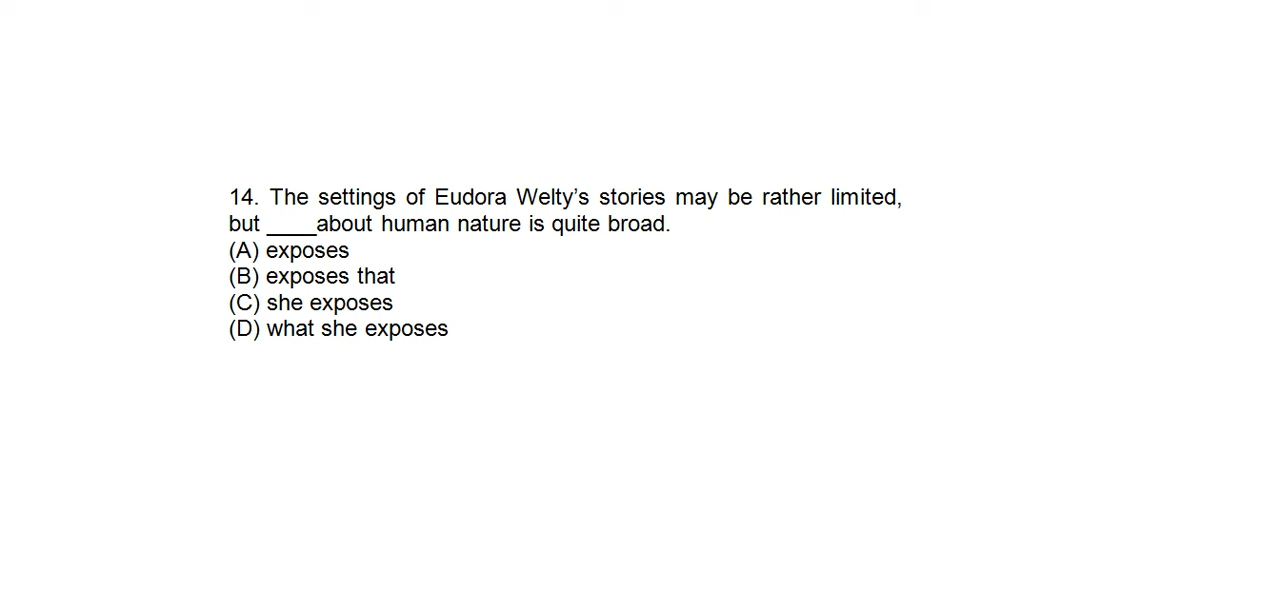 14. The settings of Eudora Welty’s stories may be rather limited,
but ____about human nature is quite broad.
(A) exposes
(B) exposes that
(C) she exposes
(D) what she exposes